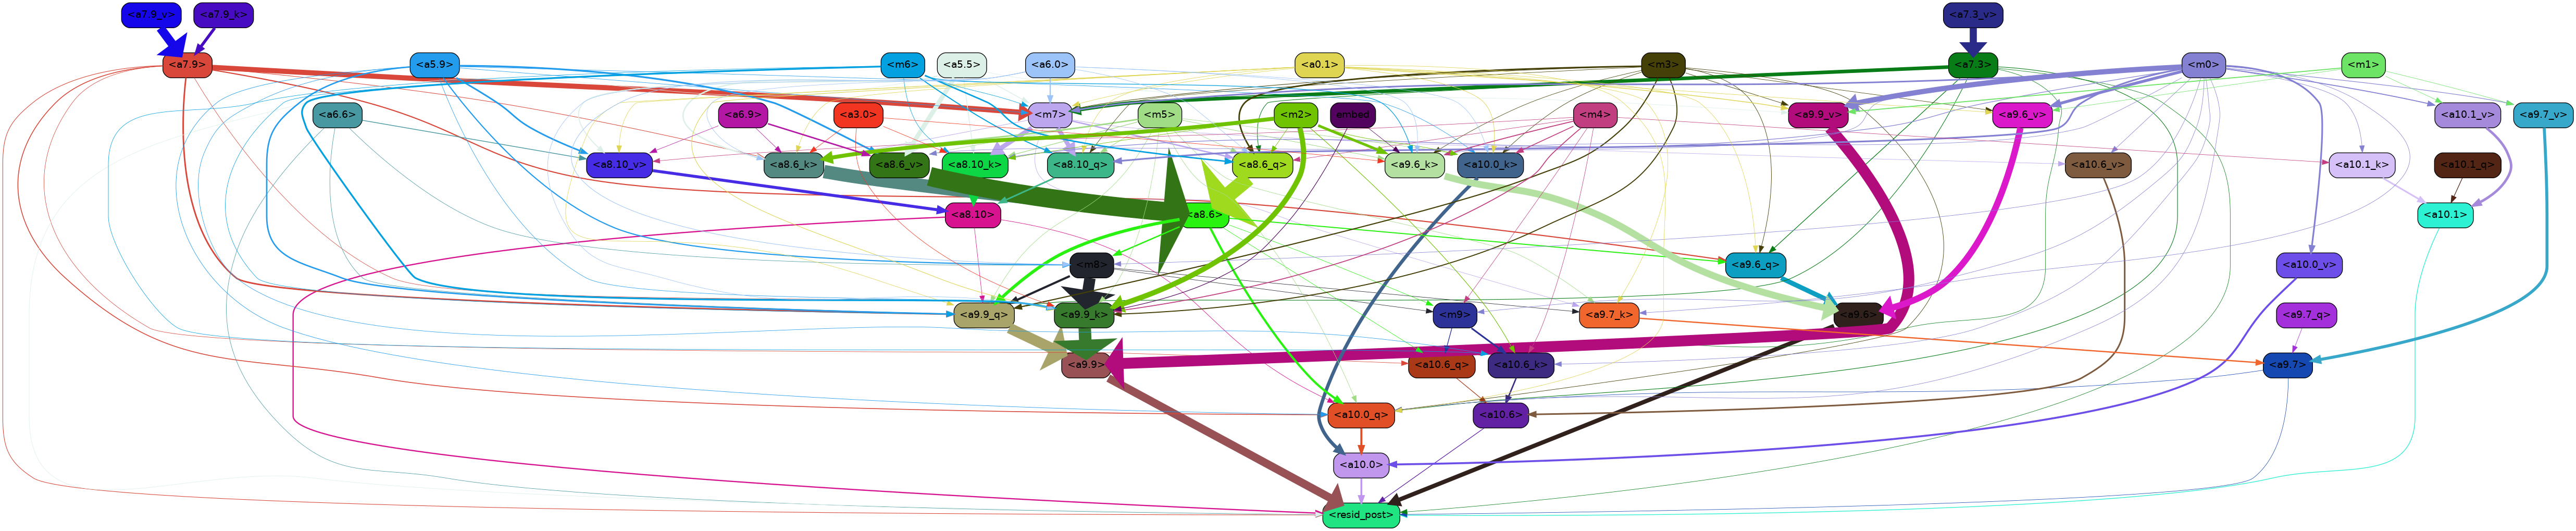 <a7.9_v> <a7.9_k> <a7.3_v>
<a7.9> <a5.9> <m6> <a5.5> <a6.0> <a0.1> <m3> <a7.3> <m0> <m1>
<a6.6> <a6.9> <a3.0> <m7> <m5> <m2> embed <m4> <a9.9_v> <a9.6_v> <a10.1_v> <a9.7_v>
<a8.10_v> <a8.6_k> <a8.6_v> <a8.10_k> <a8.10_q> <a8.6_q> <a9.6_k> <a10.0_k> <a10.6_v> <a10.1_k> <a10.1_q>
<a8.10> <a8.6> <a10.1>
<m8> <a9.6_q> <a10.0_v>
<a9.9_q> <a9.9_k> <m9> <a9.7_k> <a9.6> <a9.7_q>
<a9.9> <a10.6_q> <a10.6_k> <a9.7>
<a10.0_q> <a10.6>
<a10.0>
<resid_post>